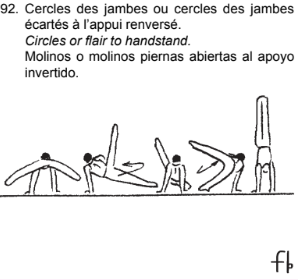 92. Cercles des jambes ou cercles des jambes
écartés à l'appui renversé.
Circles or flair to handstand.
Molinos o molinos piernas abiertas al apoyo
invertido.
fb